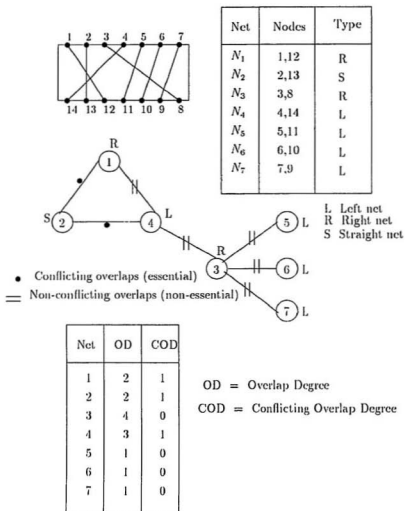 1 2 3 4 5 6 7
14 13 12 11 10 9 8
Net Nodes Type
N1 1,12 R
N2 2,13 S
N3 3,8 R
N4 4,14 L
N5 5,11 L
N6 6,10 L
N7 7,9 L
R
1
S 2
4 L
R
3
5 L
6 L
7 L
L Left net
R Right net
S Straight net
• Conflicting overlaps (essential)
= Non-conflicting overlaps (non-essential)
Net OD COD
1 2 1
2 2 1
3 4 0
4 3 1
5 1 0
6 1 0
7 1 0
OD = Overlap Degree
COD = Conflicting Overlap Degree